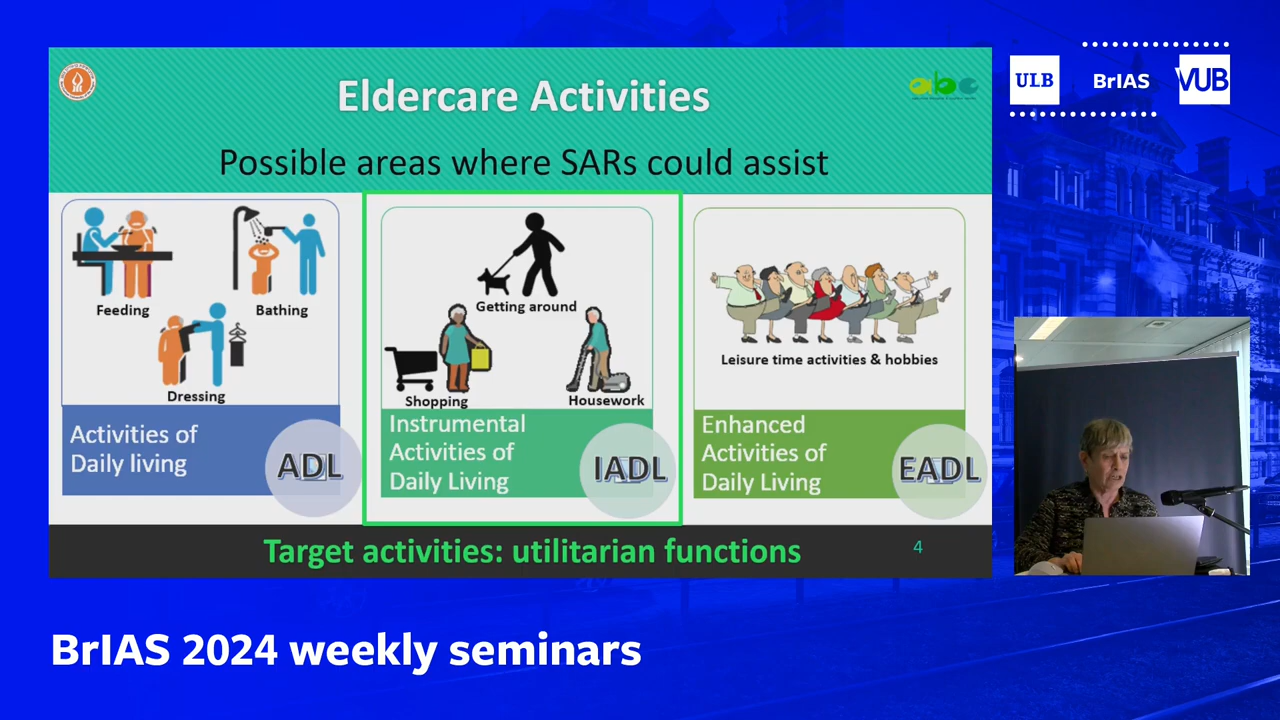 Eldercare Activities
abc
Possible areas where SARs could assist
Feeding
Bathing
Dressing
Activities of
Daily living
ADL
Getting around
Shopping
Housework
Instrumental
Activities of
Daily Living
IADL
Leisure time activities & hobbies
Enhanced
Activities of
Daily Living
EADL
Target activities: utilitarian functions
4
ULB
BrIAS
VUB
BrIAS 2024 weekly seminars